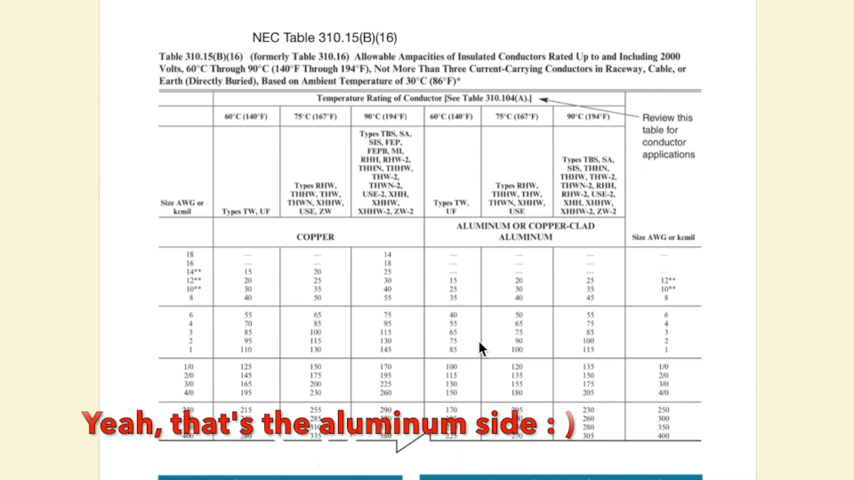 NEC Table 310.15(B)(16)
Table 310.15(B)(16) (formerly Table 310.16) Allowable Ampacities of Insulated Conductors Rated Up to and Including 2000
Volts, 60°C Through 90°C (140°F Through 194°F), Not More Than Three Current-Carrying Conductors in Raceway, Cable, or
Earth (Directly Buried), Based on Ambient Temperature of 30°C (86°F)*
Temperature Rating of Conductor [See Table 310.104(A).]
Review this
table for
conductor
applications
60°C (140°F) 75°C (167°F) 90°C (194°F) 60°C (140°F) 75°C (167°F) 90°C (194°F)
Size AWG or
kcmil
Types TW, UF
Types RHW,
THHW, THW,
THWN, XHHW,
USE, ZW
Types TBS, SA,
SIS, FEP,
FEPB, MI,
RHH, RHW-2,
THHN, THHW,
THW-2,
THWN-2,
USE-2, XHH,
XHHW,
XHHW-2, ZW-2
Types TW,
UF
Types RHW,
THHW, THW,
THWN, XHHW,
USE
Types TBS, SA,
SIS, THHN,
THHW, THW-2,
THWN-2, RHH,
RHW-2, USE-2,
XHH, XHHW,
XHHW-2, ZW-2
Size AWG or kcmil
COPPER
ALUMINUM OR COPPER-CLAD
ALUMINUM
18 — — 14 — — — —
16 — — 18 — — —
14** 15 20 25 — — —
12** 20 25 30 15 20 25 12**
10** 30 35 40 25 30 35 10**
8 40 50 55 35 40 45 8
6 55 65 75 40 50 55 6
4 70 85 95 55 65 75 4
3 85 100 115 65 75 85 3
2 95 115 130 75 90 100 2
1 110 130 145 85 100 115 1
1/0 125 150 170 100 120 135 1/0
2/0 145 175 195 115 135 150 2/0
3/0 165 200 225 130 155 175 3/0
4/0 195 230 260 150 180 205 4/0
215 255 290 170 230 250
260 300
280 350
335 305 400
Yeah, that's the aluminum side : )